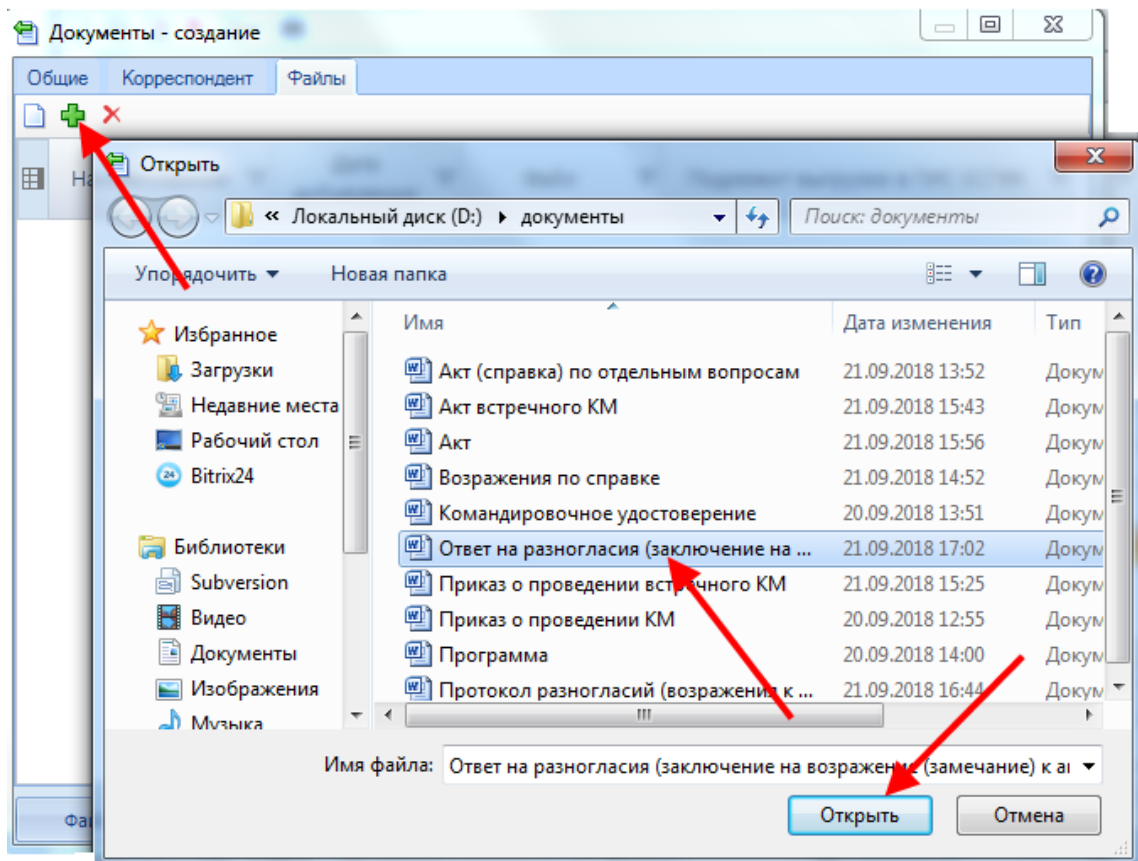 Документы - создание
Общие Корреспондент Файлы
Открыть
« Локальный диск (D:) документы Поиск: документы
Упорядочить Новая папка
Избранное
Загрузки
Недавние места
Рабочий стол
Bitrix24
Библиотеки
Subversion
Видео
Документы
Изображения
Музыка
Имя Дата изменения Тип
Акт (справка) по отдельным вопросам 21.09.2018 13:52 Докум
Акт встречного КМ 21.09.2018 15:43 Докум
Акт 21.09.2018 15:56 Докум
Возражения по справке 21.09.2018 14:52 Докум
Командировочное удостоверение 20.09.2018 13:51 Докум
Ответ на разногласия (заключение на ... 21.09.2018 17:02 Докум
Приказ о проведении встречного КМ 21.09.2018 15:25 Докум
Приказ о проведении КМ 20.09.2018 12:55 Докум
Программа 20.09.2018 14:00 Докум
Протокол разногласий (возражения к ... 21.09.2018 16:44 Докум
Имя файла: Ответ на разногласия (заключение на возражение (замечание) к
Открыть Отмена